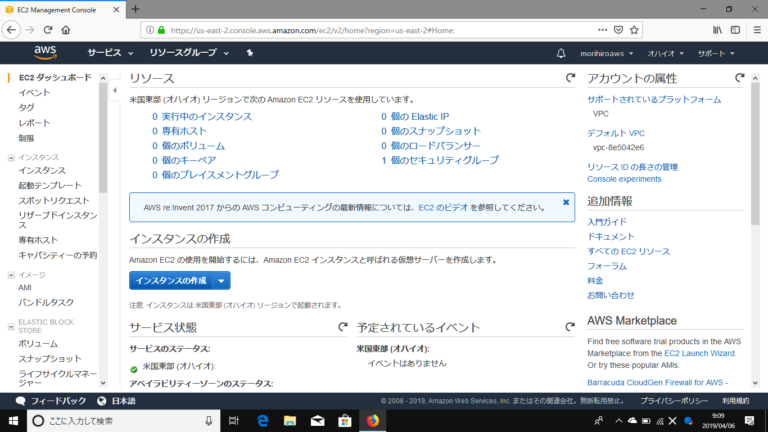 EC2 Management Console
https://us-east-2.console.aws.amazon.com/ec2/v2/home?region=us-east-2#Home:
aws サービス リソースグループ morihiroaws オハイオ サポート
EC2 ダッシュボード
イベント
タグ
レポート
制限
インスタンス
インスタンス
起動テンプレート
スポットリクエスト
リザーブドインスタン
ス
専有ホスト
キャパシティーの予約
イメージ
AMI
バンドルタスク
ELASTIC BLOCK
STORE
ボリューム
スナップショット
ライフサイクルマネー
ジャー
リソース
米国東部 (オハイオ) リージョンで次の Amazon EC2 リソースを使用しています。
0 実行中のインスタンス
0 個の Elastic IP
0 専有ホスト
0 個のスナップショット
0 個のボリューム
0 個のロードバランサー
0 個のキーペア
1 個のセキュリティグループ
0 個のプレイスメントグループ
AWS re:Invent 2017 からの AWS コンピューティングの最新情報については、EC2 のビデオ を参照してください。
インスタンスの作成
Amazon EC2 の使用を開始するには、Amazon EC2 インスタンスと呼ばれる仮想サーバーを作成します。
インスタンスの作成
注意: インスタンスは 米国東部 (オハイオ) リージョンで起動されます。
サービス状態
サービスのステータス:
米国東部 (オハイオ):
アベイラビリティーゾーンのステータス:
予定されているイベント
米国東部 (オハイオ):
イベントはありません
アカウントの属性
サポートされているプラットフォーム
VPC
デフォルト VPC
vpc-8e5042e6
リソース ID の長さの管理
Console experiments
追加情報
入門ガイド
ドキュメント
すべての EC2 リソース
フォーラム
料金
お問い合わせ
AWS Marketplace
Find free software trial products in the AWS
Marketplace from the EC2 Launch Wizard.
Or try these popular AMIs:
Barracuda CloudGen Firewall for AWS -
フィードバック 日本語 © 2008 - 2019, Amazon Web Services, Inc. またはその関連会社。無断転用禁止。 プライバシーポリシー 利用規約
ここに入力して検索
9:09
2019/04/06